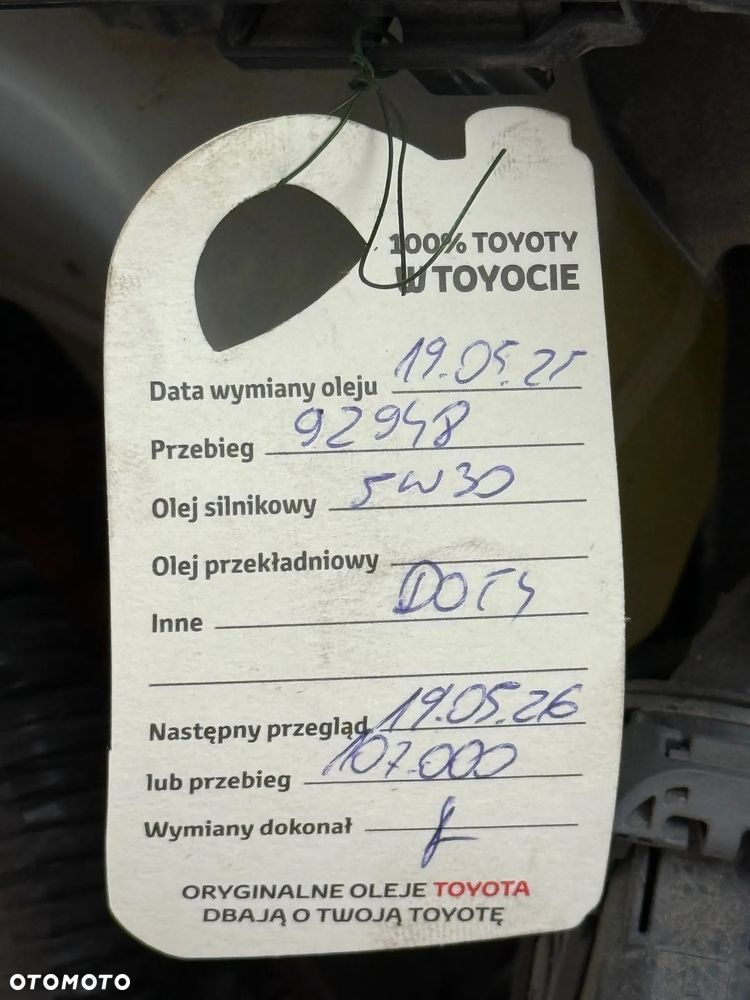 100% TOYOTY
W TOYOCIE
Data wymiany oleju 19.05.25
Przebieg 92948
Olej silnikowy 5W30
Olej przekładniowy
Inne DOT4
Następny przegląd 19.05.26
lub przebieg 107.000
Wymiany dokonał
ORYGINALNE OLEJE TOYOTA
DBAJĄ O TWOJĄ TOYOTĘ
OTOMOTO